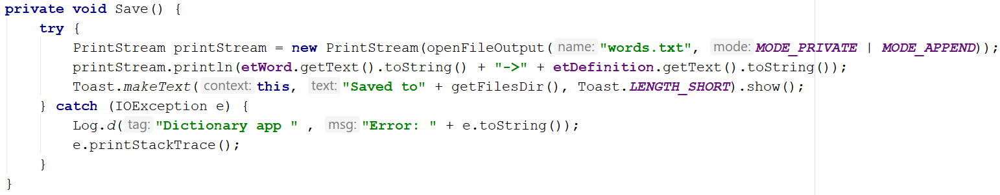 private void Save() {
try {
PrintStream printStream = new PrintStream(openFileOutput( name: "words.txt", mode: MODE_PRIVATE | MODE_APPEND));
printStream.println(etWord.getText().toString() + "->" + etDefinition.getText().toString());
Toast.makeText( context: this, text: "Saved to" + getFilesDir(), Toast.LENGTH_SHORT).show();
} catch (IOException e) {
Log.d( tag: "Dictionary app " , msg: "Error: " + e.toString());
e.printStackTrace();
}
}